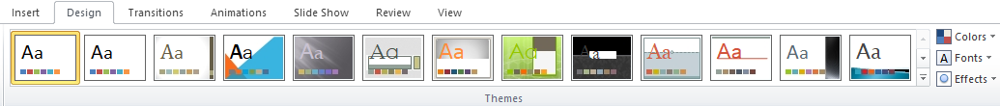 Insert Design Transitions Animations Slide Show Review View
Aa Aa Aa Aa Aa Aa Aa Aa Aa Aa Aa Aa Aa
Colors
Fonts
Effects
Themes